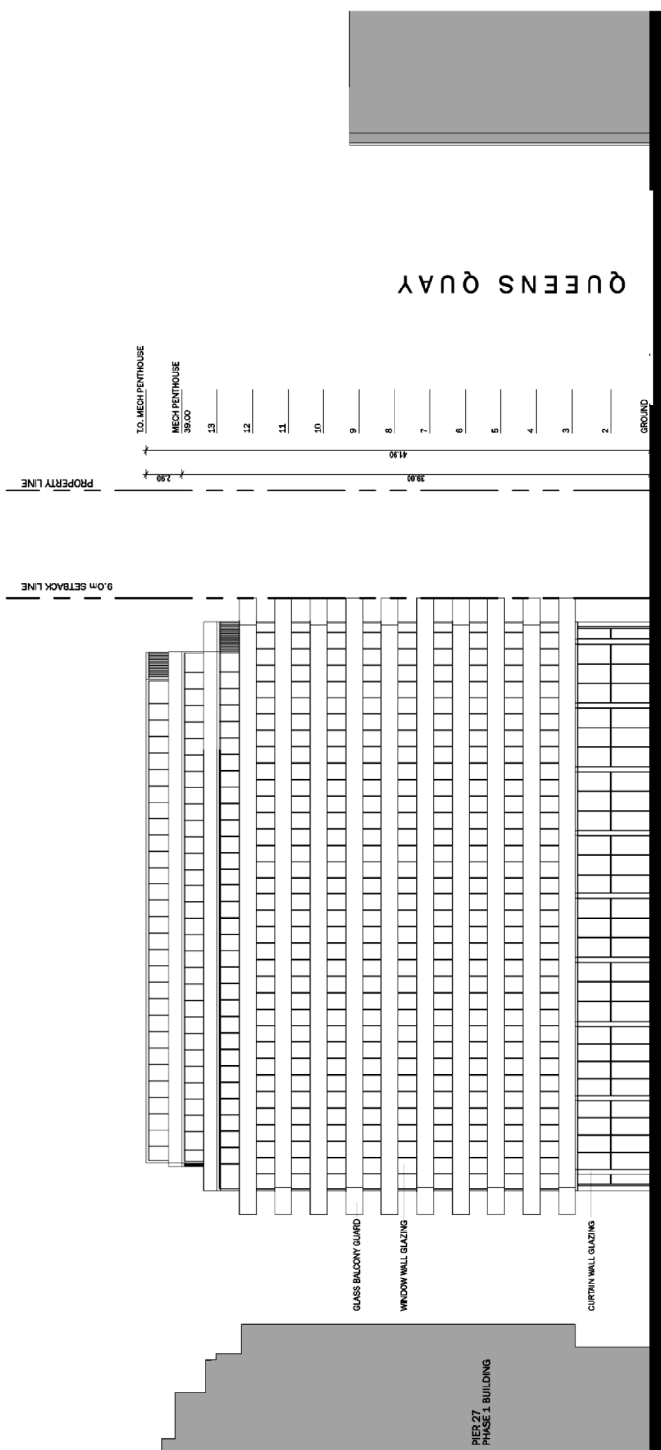 QUEENS QUAY
T.O. MECH PENTHOUSE
MECH PENTHOUSE
39.00
13
12
11
10
9
8
7
6
5
4
3
2
GROUND
41.90
2.90
39.00
PROPERTY LINE
9.0m SETBACK LINE
GLASS BALCONY GUARD
WINDOW WALL GLAZING
CURTAIN WALL GLAZING
PIER 27
PHASE 1 BUILDING